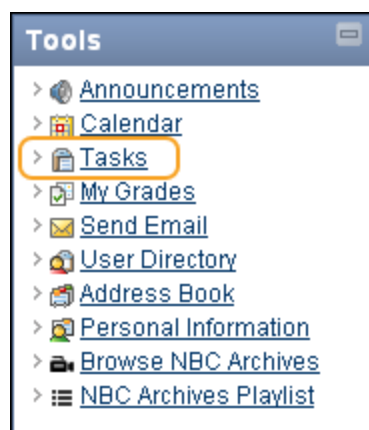 Tools
Announcements
Calendar
Tasks
My Grades
Send Email
User Directory
Address Book
Personal Information
Browse NBC Archives
NBC Archives Playlist